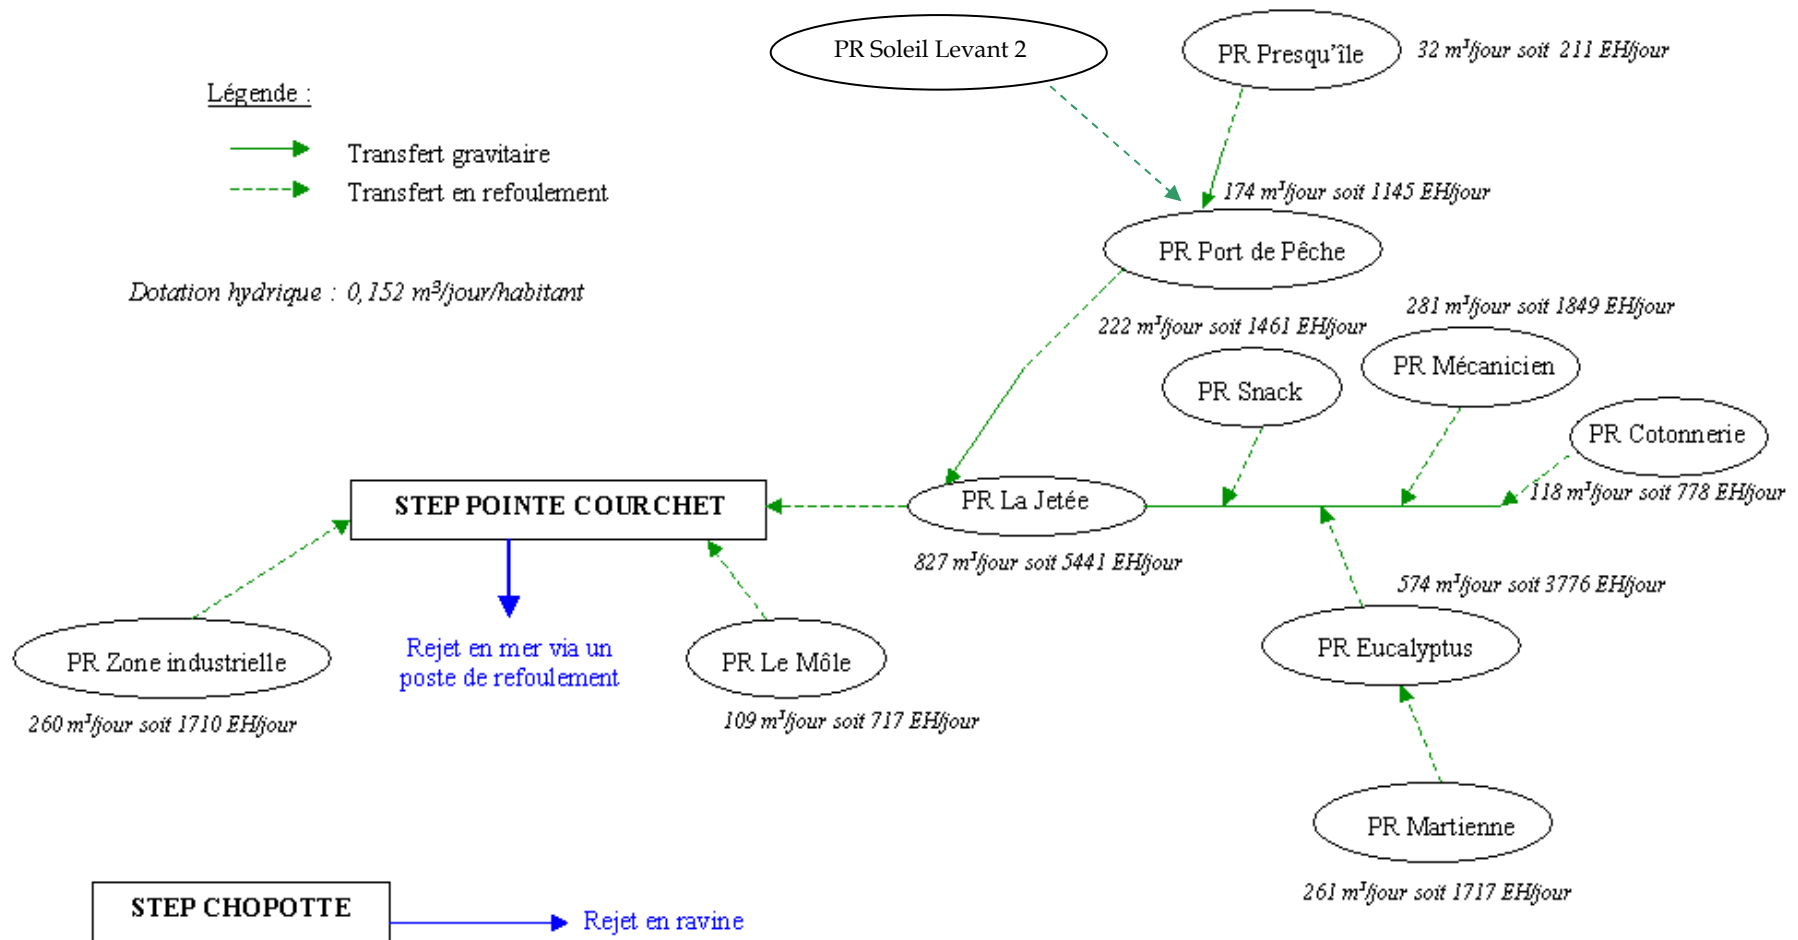 PR Soleil Levant 2
PR Presqu'île
32 m³/jour soit 211 EH/jour
Légende :
Transfert gravitaire
Transfert en refoulement
174 m³/jour soit 1145 EH/jour
PR Port de Pêche
Dotation hydrique : 0,152 m³/jour/habitant
222 m³/jour soit 1461 EH/jour
281 m³/jour soit 1849 EH/jour
PR Snack
PR Mécanicien
PR Cotonnerie
118 m³/jour soit 778 EH/jour
STEP POINTE COURCHET
PR La Jetée
827 m³/jour soit 5441 EH/jour
574 m³/jour soit 3776 EH/jour
PR Zone industrielle
260 m³/jour soit 1710 EH/jour
Rejet en mer via un
poste de refoulement
PR Le Môle
109 m³/jour soit 717 EH/jour
PR Eucalyptus
PR Martienne
261 m³/jour soit 1717 EH/jour
STEP CHOPOTTE
Rejet en ravine